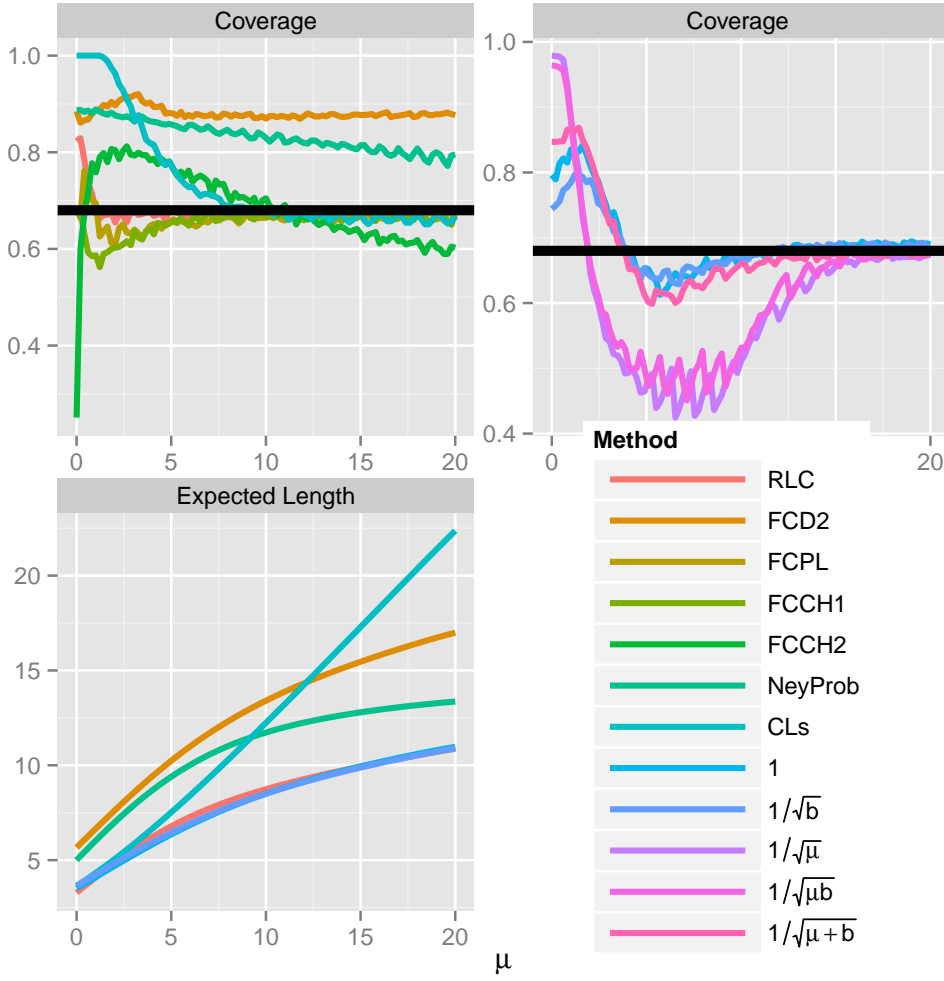 Coverage
1.0
0.8
0.6
0.4
0 5 10 15 20
Coverage
1.0
0.8
0.6
0.4
0 20
Expected Length
20
15
10
5
0 5 10 15 20
μ
Method
RLC
FCD2
FCPL
FCCH1
FCCH2
NeyProb
CLs
1
1/√b
1/√μ
1/√μb
1/√μ+b